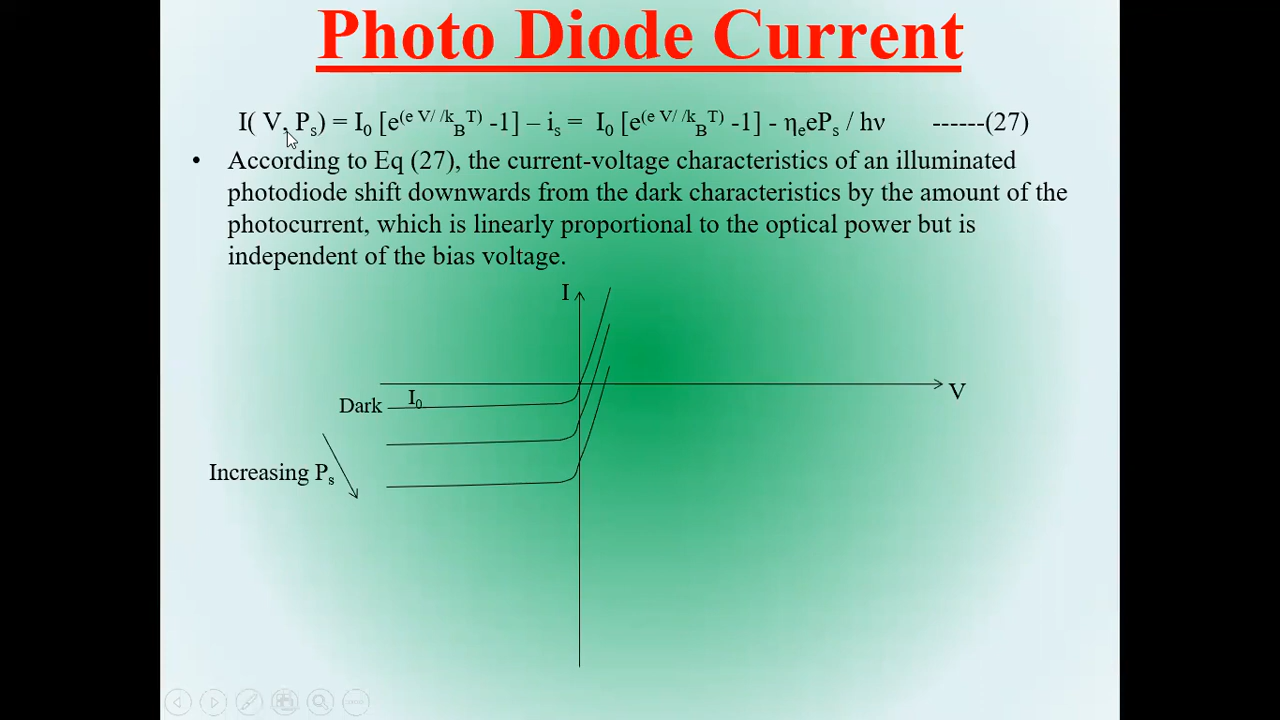 Photo Diode Current
I( V, Pₛ) = I₀ [e^(e V/ /k_B T) -1] – iₛ = I₀ [e^(e V/ /k_B T) -1] - ηₑePₛ / hν ------(27)
• According to Eq (27), the current-voltage characteristics of an illuminated
photodiode shift downwards from the dark characteristics by the amount of the
photocurrent, which is linearly proportional to the optical power but is
independent of the bias voltage.
I
V
I₀
Dark
Increasing Pₛ